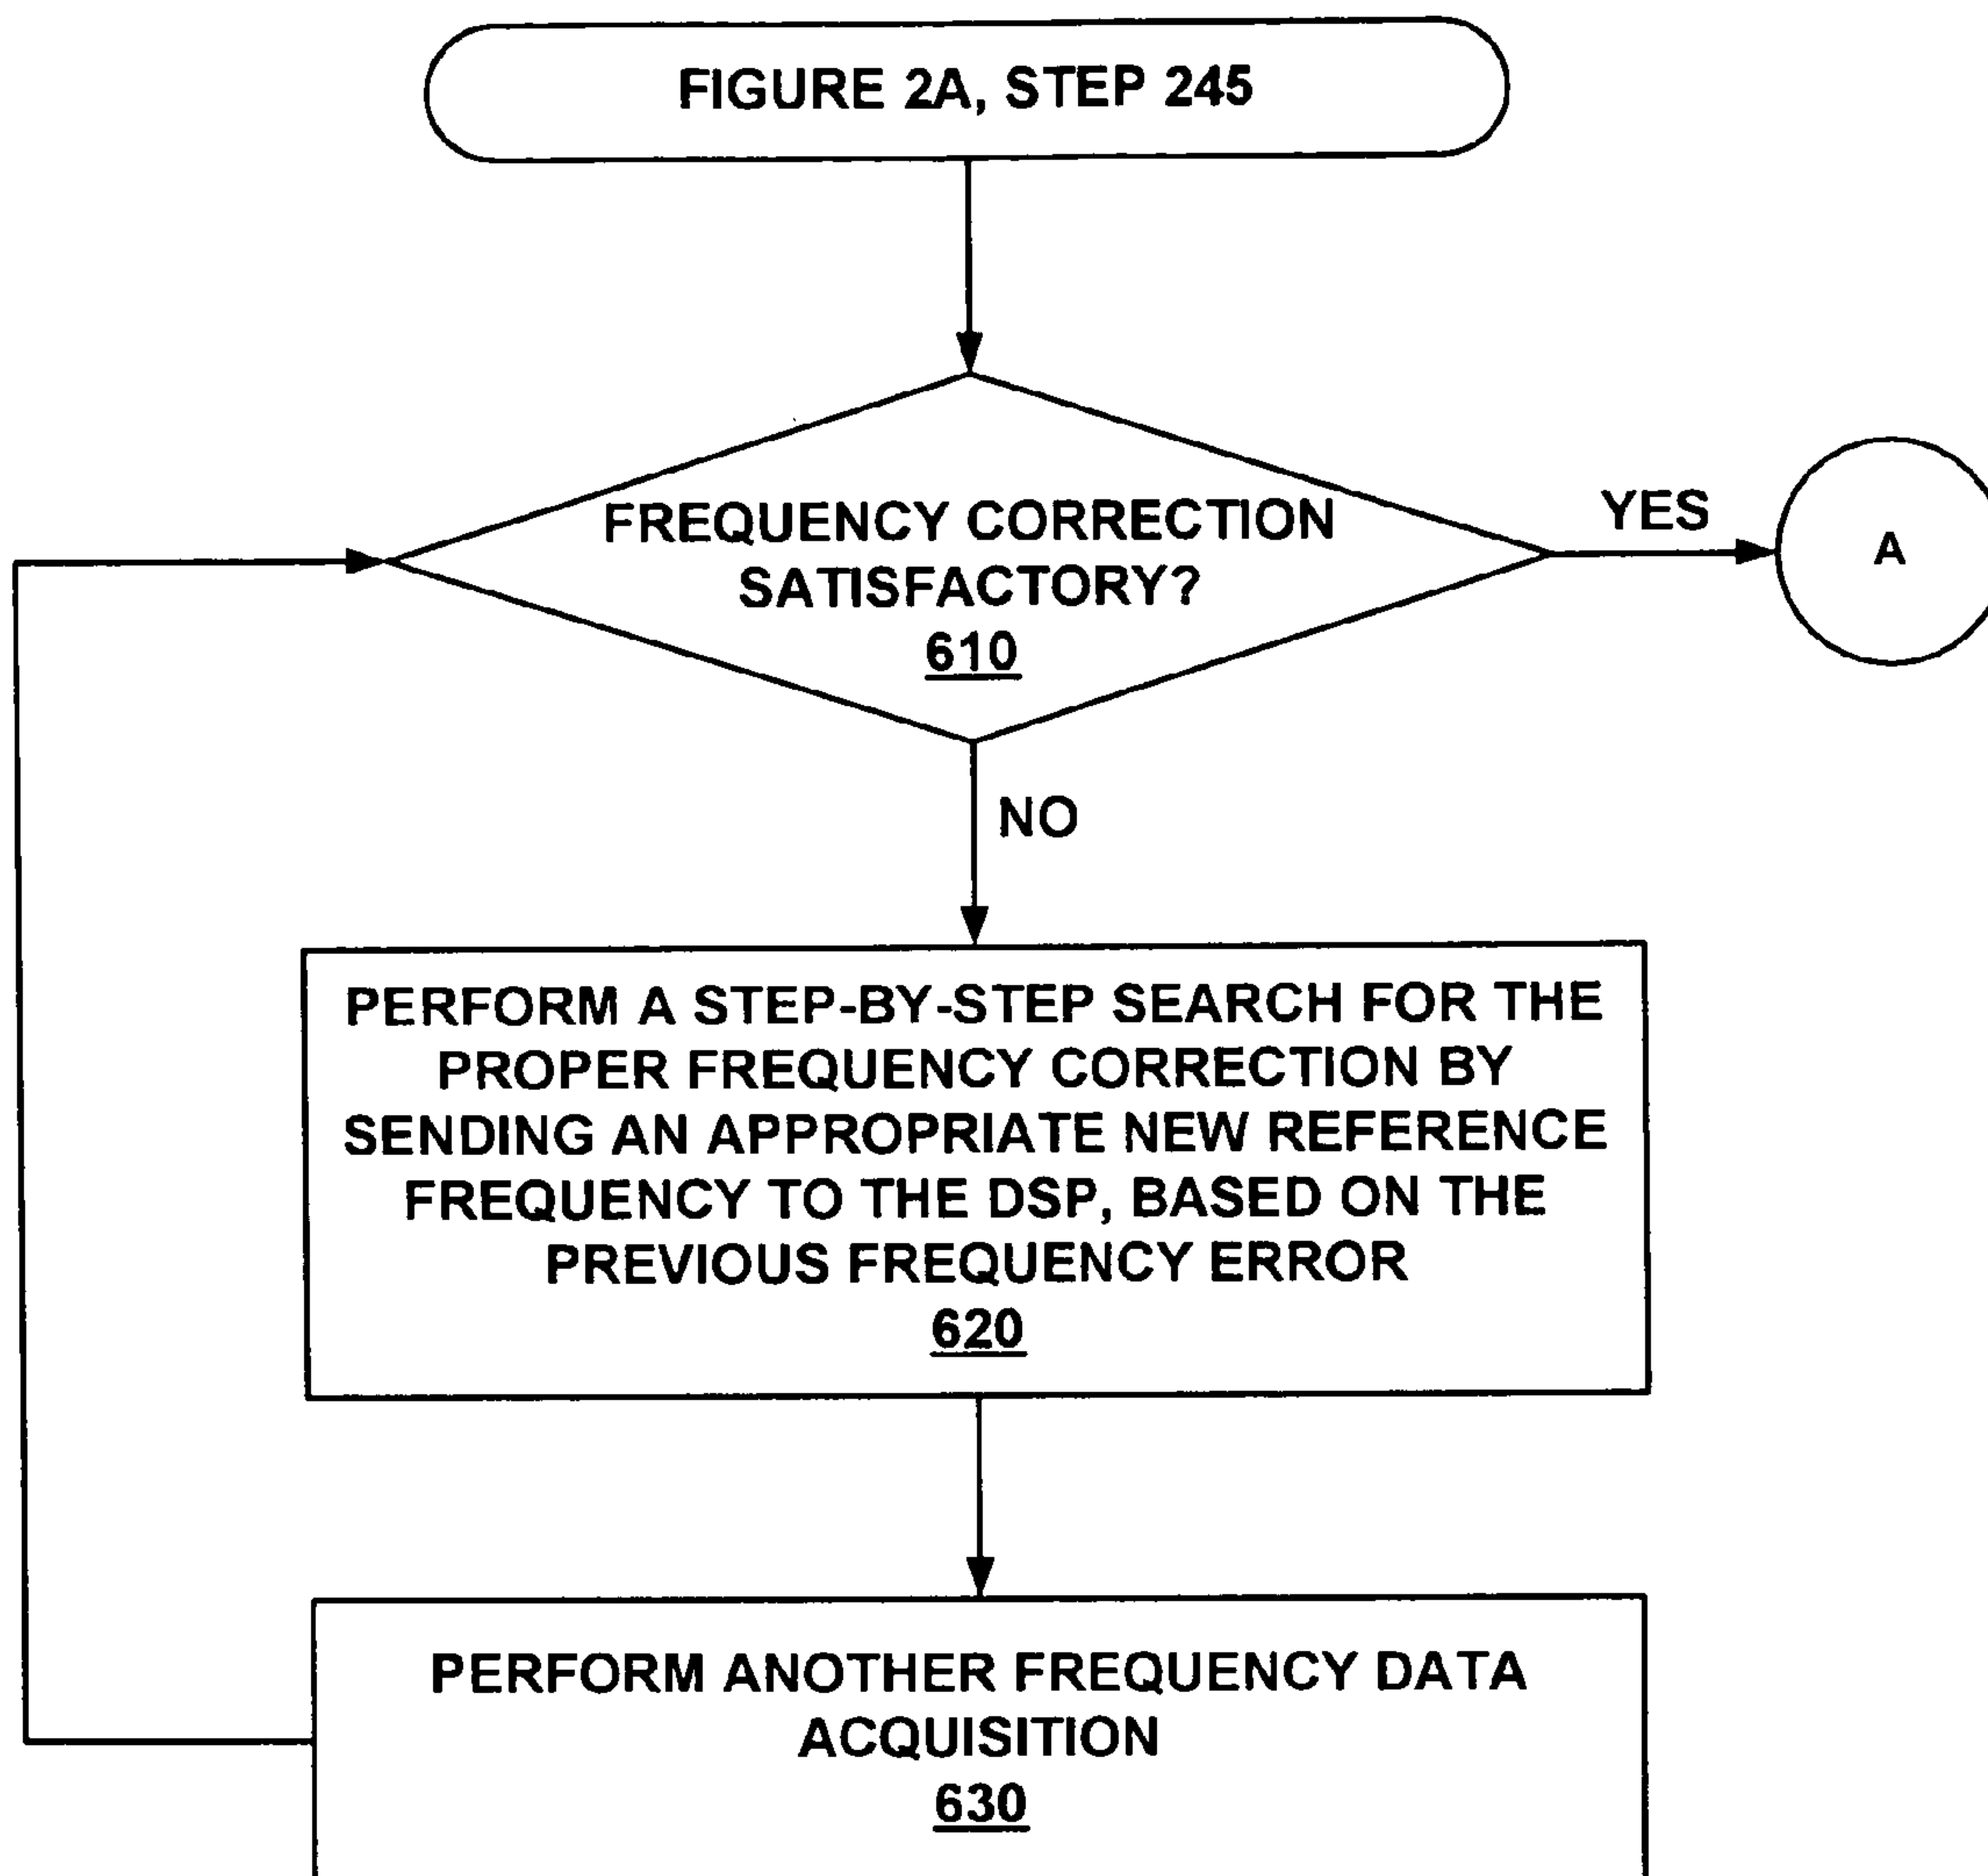 FIGURE 2A, STEP 245
FREQUENCY CORRECTION
SATISFACTORY?
610
YES
A
NO
PERFORM A STEP-BY-STEP SEARCH FOR THE
PROPER FREQUENCY CORRECTION BY
SENDING AN APPROPRIATE NEW REFERENCE
FREQUENCY TO THE DSP, BASED ON THE
PREVIOUS FREQUENCY ERROR
620
PERFORM ANOTHER FREQUENCY DATA
ACQUISITION
630